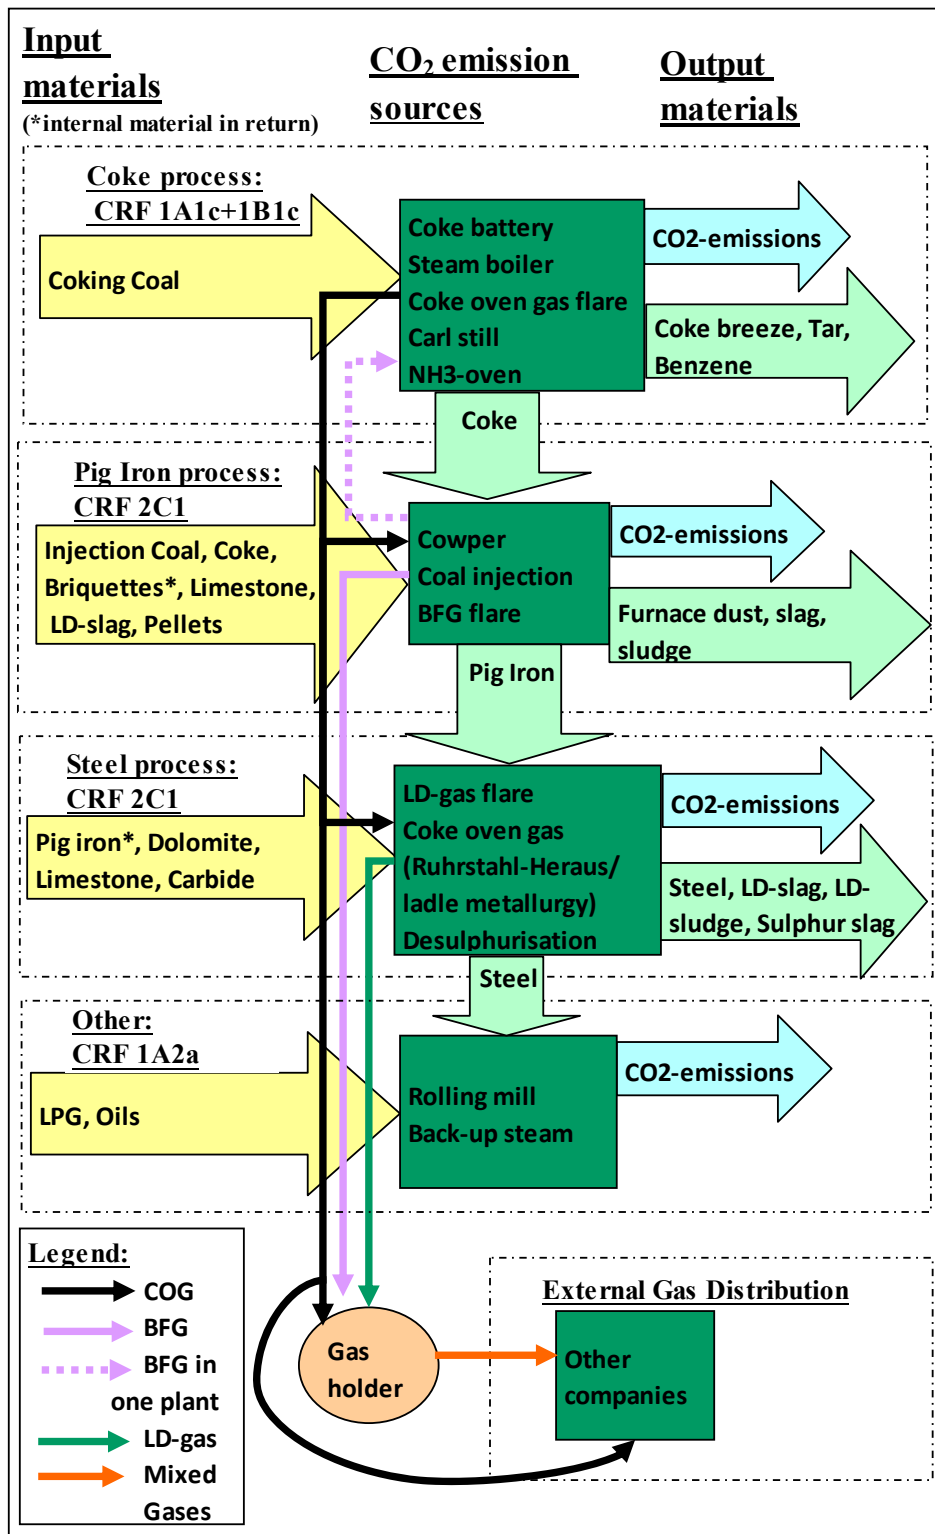 Input
materials
(*internal material in return)
CO2 emission
sources
Output
materials
Coke process:
CRF 1A1c+1B1c
Coking Coal
Coke battery
Steam boiler
Coke oven gas flare
Carl still
NH3-oven
CO2-emissions
Coke breeze, Tar,
Benzene
Coke
Pig Iron process:
CRF 2C1
Injection Coal, Coke,
Briquettes*, Limestone,
LD-slag, Pellets
Cowper
Coal injection
BFG flare
CO2-emissions
Furnace dust, slag,
sludge
Pig Iron
Steel process:
CRF 2C1
Pig iron*, Dolomite,
Limestone, Carbide
LD-gas flare
Coke oven gas
(Ruhrstahl-Heraus/
ladle metallurgy)
Desulphurisation
CO2-emissions
Steel, LD-slag, LD-
sludge, Sulphur slag
Steel
Other:
CRF 1A2a
LPG, Oils
Rolling mill
Back-up steam
CO2-emissions
Legend:
COG
BFG
BFG in
one plant
LD-gas
Mixed
Gases
Gas
holder
External Gas Distribution
Other
companies